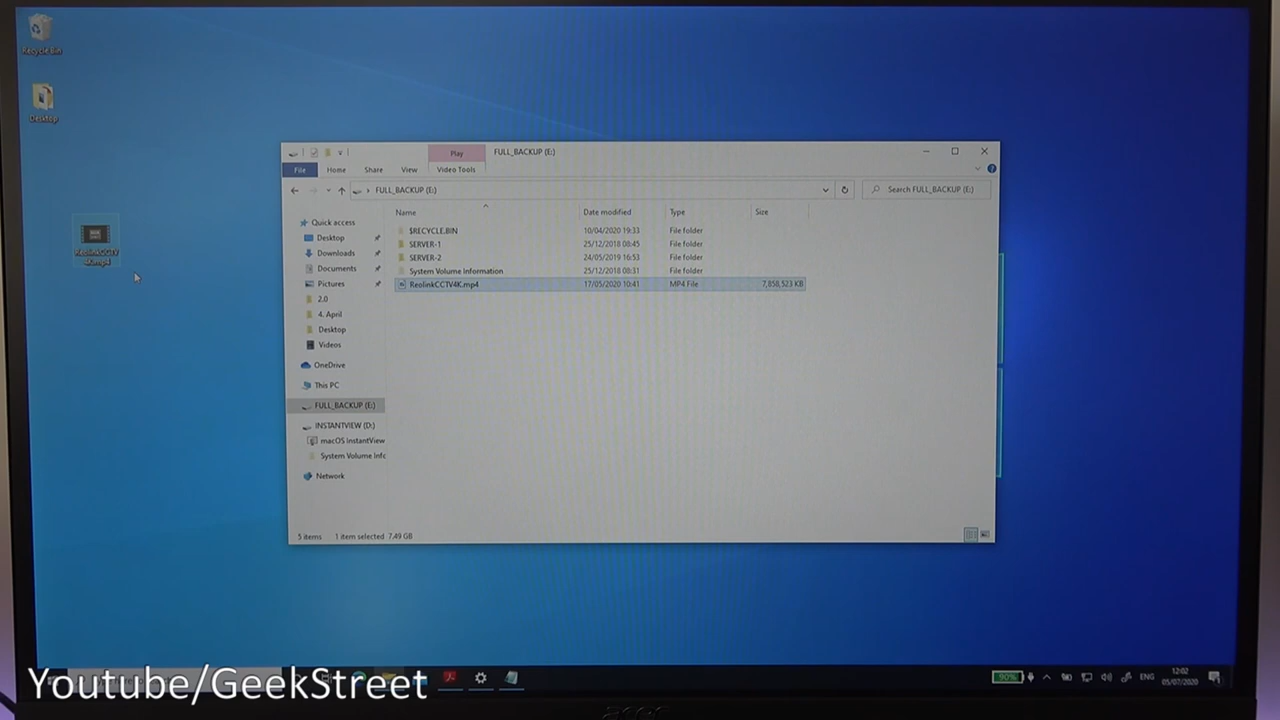 Recycle Bin
Desktop
ReolinkCCTV
4K.mp4
Play
FULL_BACKUP (E:)
File
Home
Share
View
Video Tools
FULL_BACKUP (E:)
Search FULL_BACKUP (E:)
Name
Date modified
Type
Size
$RECYCLE.BIN
10/04/2020 19:33
File folder
SERVER-1
25/12/2018 08:45
File folder
SERVER-2
24/05/2019 16:53
File folder
System Volume Information
25/12/2018 08:31
File folder
ReolinkCCTV4K.mp4
17/05/2020 10:41
MP4 File
7,858,523 KB
Quick access
Desktop
Downloads
Documents
Pictures
2.0
4. April
Desktop
Videos
OneDrive
This PC
FULL_BACKUP (E:)
INSTANTVIEW (D:)
macOS InstantView
System Volume Info
Network
5 items
1 item selected 7.49 GB
90%
ENG
12:02
05/07/2020
Youtube/GeekStreet
acer